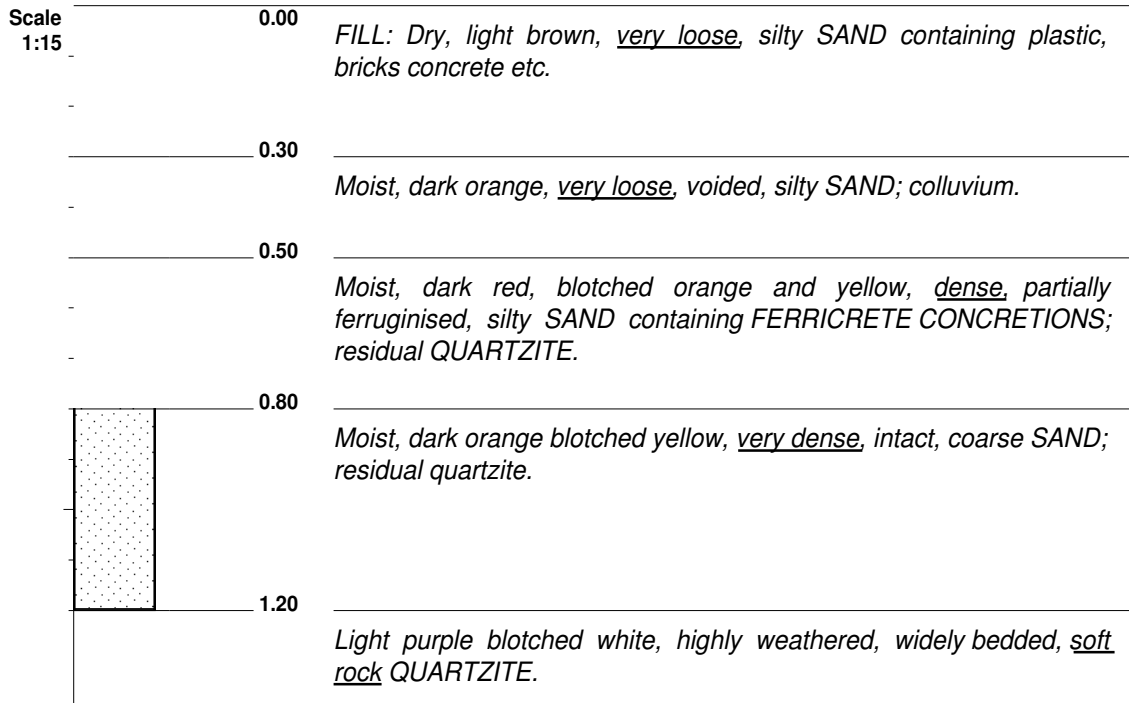 Scale
1:15
0.00
FILL: Dry, light brown, very loose, silty SAND containing plastic,
bricks concrete etc.
0.30
Moist, dark orange, very loose, voided, silty SAND; colluvium.
0.50
Moist, dark red, blotched orange and yellow, dense, partially
ferruginised, silty SAND containing FERRICRETE CONCRETIONS;
residual QUARTZITE.
0.80
Moist, dark orange blotched yellow, very dense, intact, coarse SAND;
residual quartzite.
1.20
Light purple blotched white, highly weathered, widely bedded, soft
rock QUARTZITE.